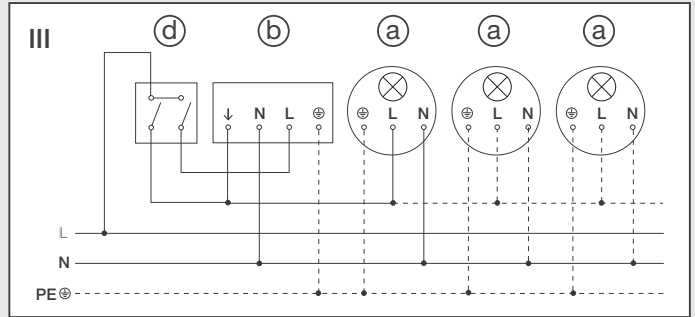 III
d b a a a
↓ N L ⏚ ⏚ L N ⏚ L N ⏚ L N
L
N
PE ⏚